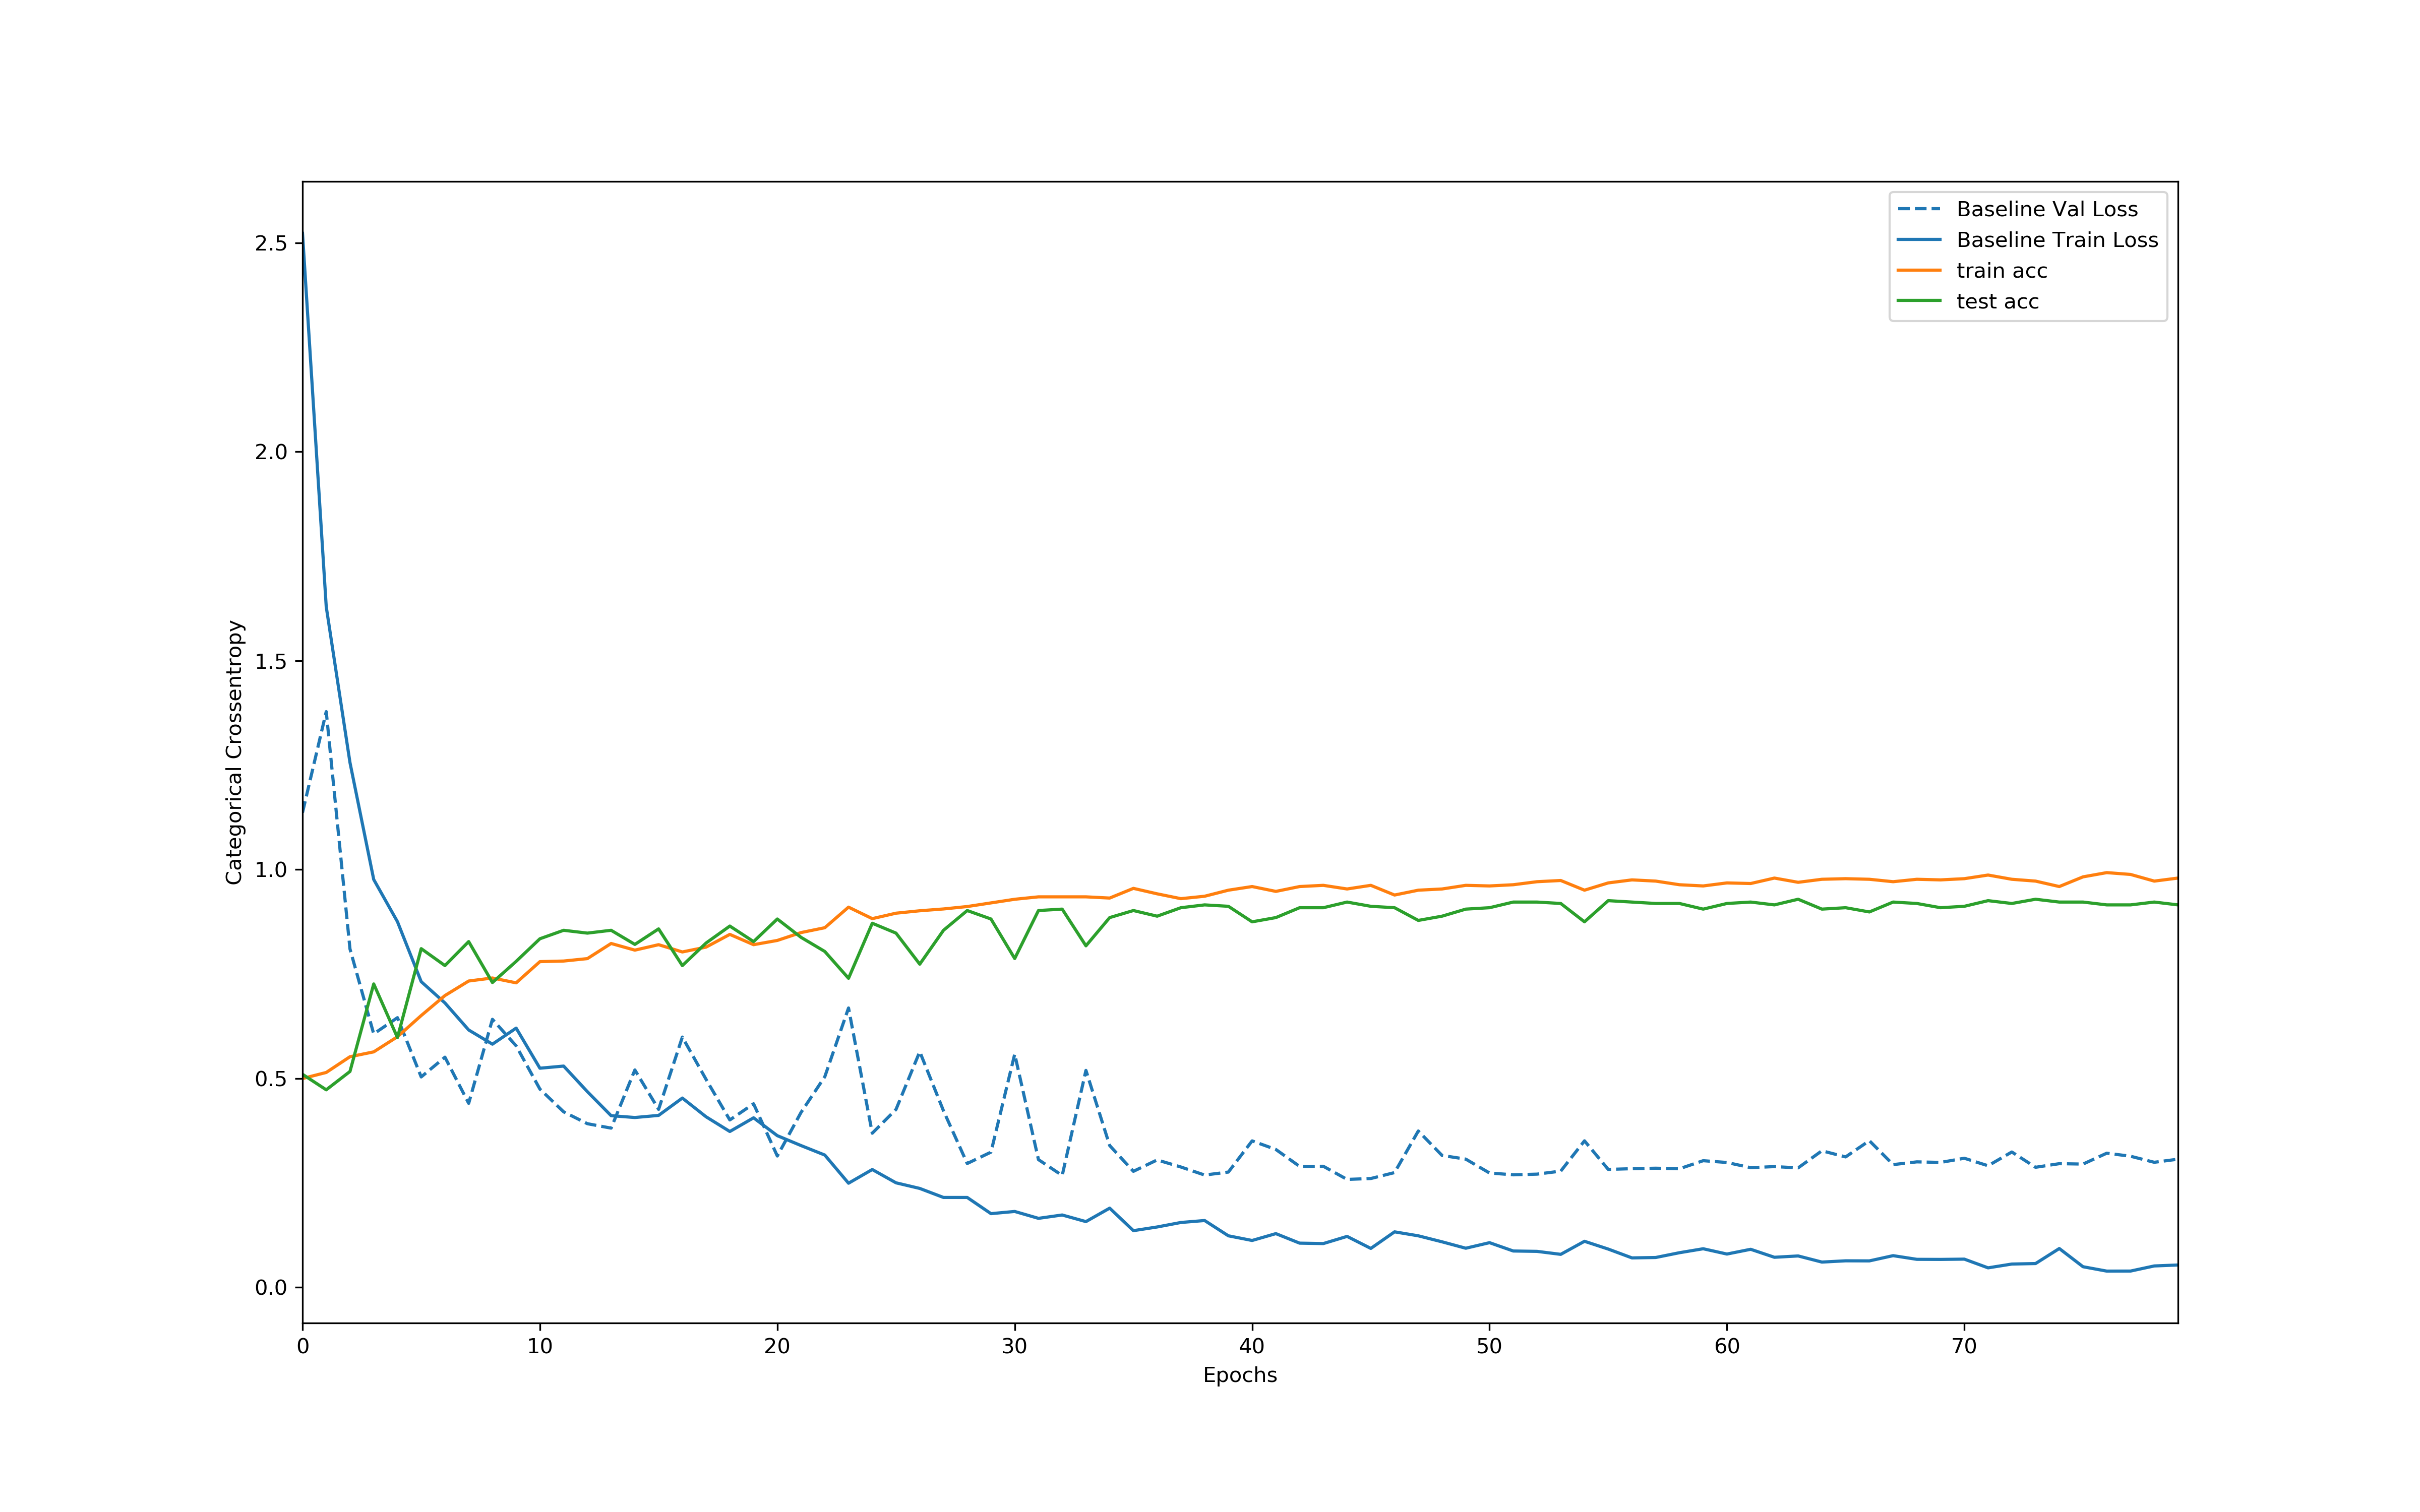 Baseline Val Loss
Baseline Train Loss
train acc
test acc
2.5
2.0
1.5
1.0
0.5
0.0
Categorical Crossentropy
0 10 20 30 40 50 60 70
Epochs